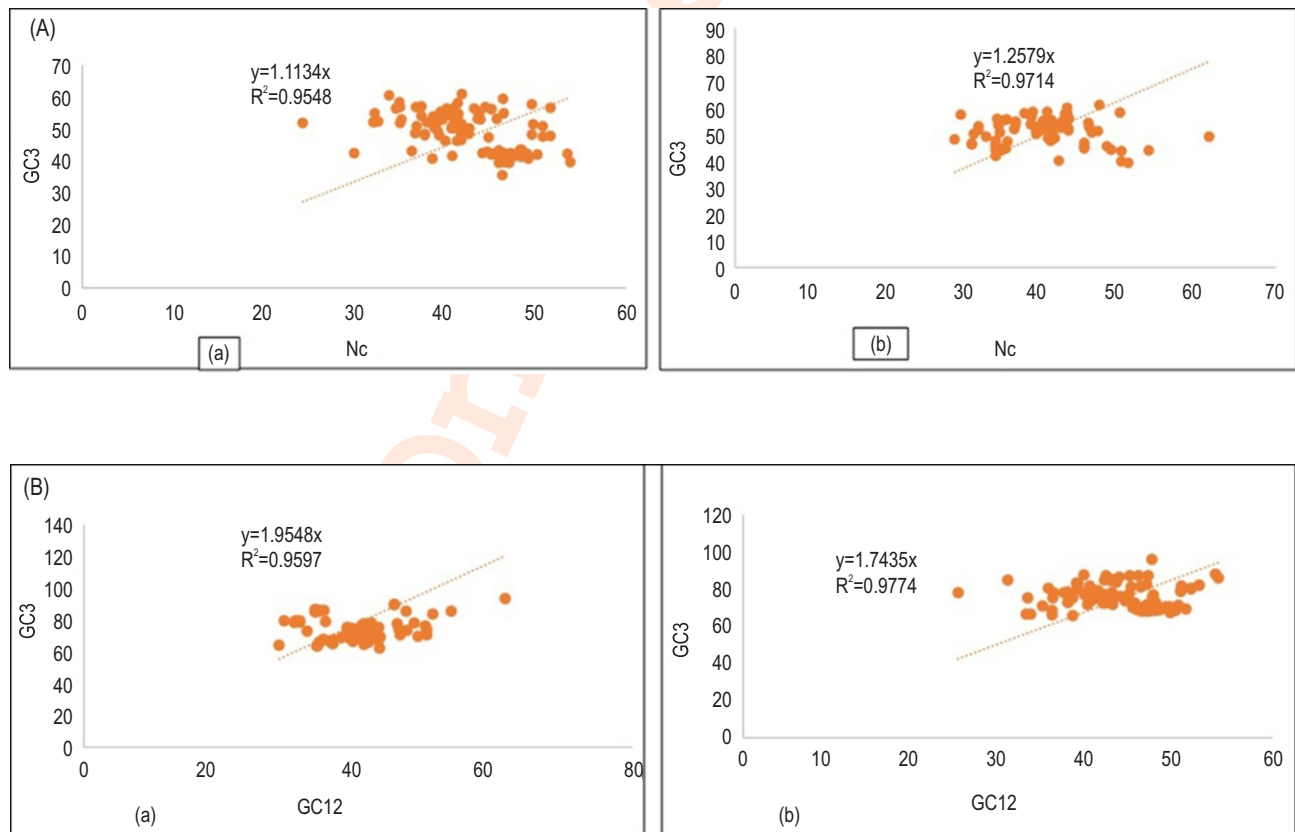 (A)
y=1.1134x
R²=0.9548
GC3
70
60
50
40
30
20
10
0
0 10 20 30 40 50 60
(a)
Nc
y=1.2579x
R²=0.9714
GC3
90
80
70
60
50
40
30
20
10
0
0 10 20 30 40 50 60 70
(b)
Nc
(B)
y=1.9548x
R²=0.9597
GC3
140
120
100
80
60
40
20
0
0 20 40 60 80
GC12
(a)
y=1.7435x
R²=0.9774
GC3
120
100
80
60
40
20
0
0 10 20 30 40 50 60
GC12
(b)